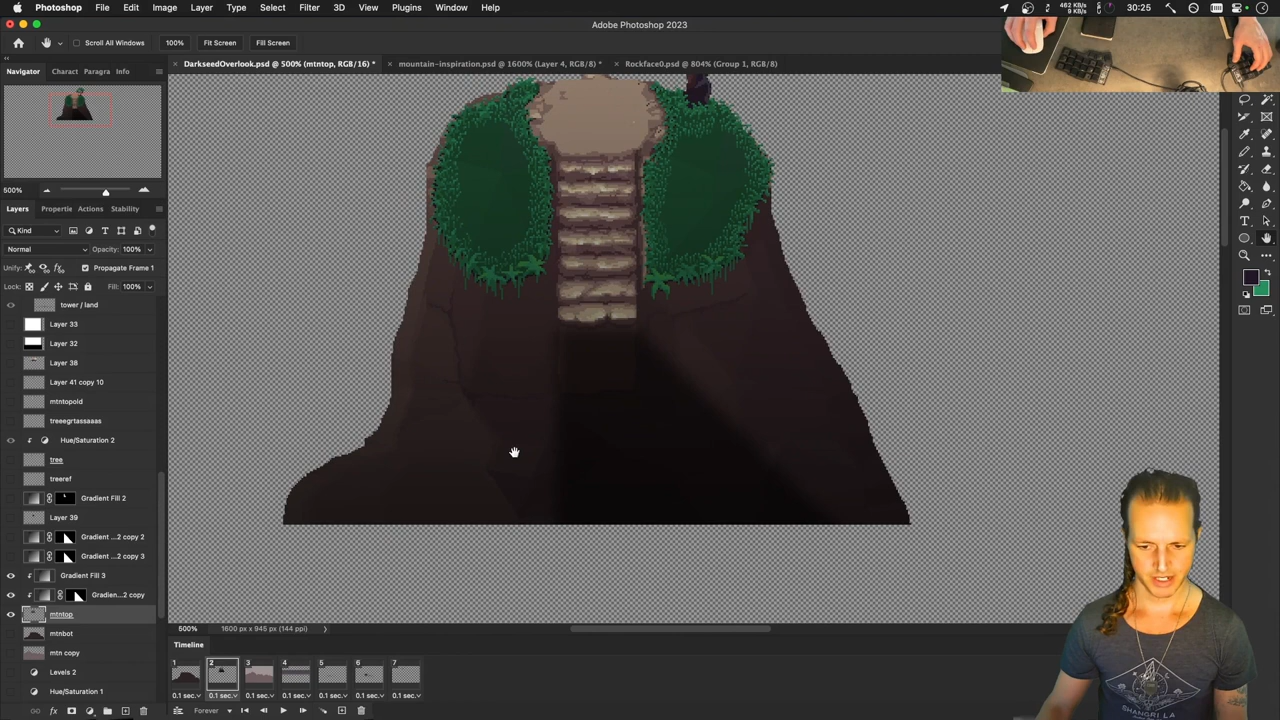 Photoshop File Edit Image Layer Type Select Filter 3D View Plugins Window Help
462 KB/s
9 KB/s
30:25
Adobe Photoshop 2023
Scroll All Windows 100% Fit Screen Fill Screen
Navigator Charact Paragra Info
DarkseedOverlook.psd @ 500% (mtntop, RGB/16) *
mountain-inspiration.psd @ 1600% (Layer 4, RGB/8) *
Rockface0.psd @ 804% (Group 1, RGB/8)
500%
Layers Propertie Actions Stability
Kind
Normal Opacity: 100%
Unify: Propagate Frame 1
Lock: Fill: 100%
tower / land
Layer 33
Layer 32
Layer 38
Layer 41 copy 10
mtntopold
treeegrtassaaas
Hue/Saturation 2
tree
treeref
Gradient Fill 2
Layer 39
Gradient ...2 copy 2
Gradient ...2 copy 3
Gradient Fill 3
Gradien...2 copy
mtntop
mtnbot
mtn copy
Levels 2
Hue/Saturation 1
500% 1600 px x 945 px (144 ppi)
Timeline
1 2 3 4 5 6 7
0.1 sec. 0.1 sec. 0.1 sec. 0.1 sec. 0.1 sec. 0.1 sec. 0.1 sec.
Forever
SHANGRI LA